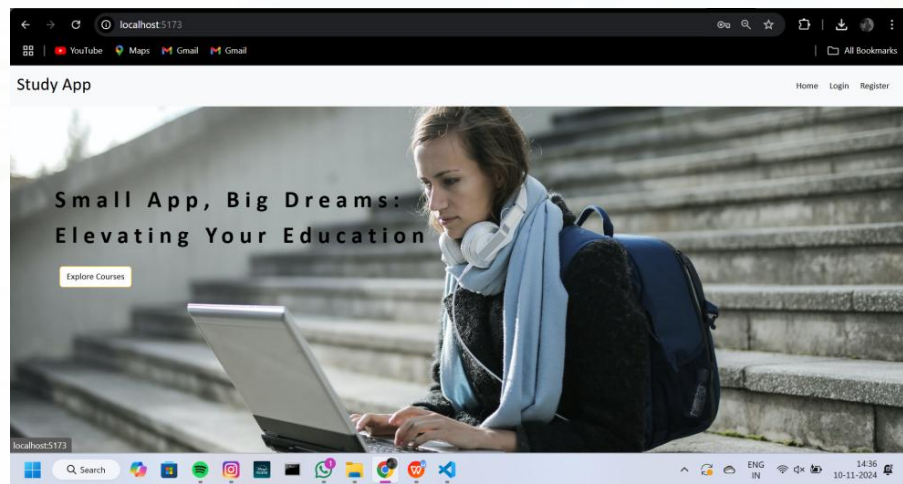 localhost:5173
YouTube Maps Gmail Gmail All Bookmarks
Study App
Home Login Register
Small App, Big Dreams:
Elevating Your Education
Explore Courses
localhost:5173
Search
ENG 14:36
IN 10-11-2024